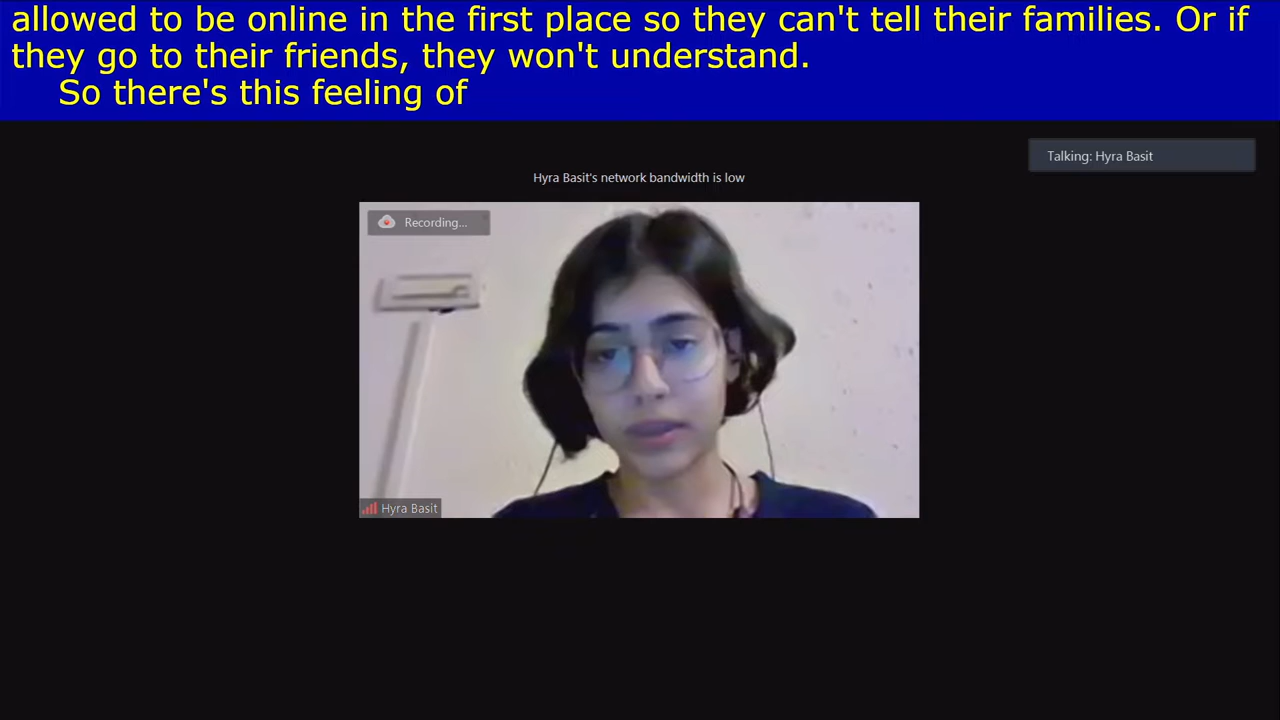 allowed to be online in the first place so they can't tell their families. Or if
they go to their friends, they won't understand.
So there's this feeling of
Talking: Hyra Basit
Hyra Basit's network bandwidth is low
Recording...
Hyra Basit